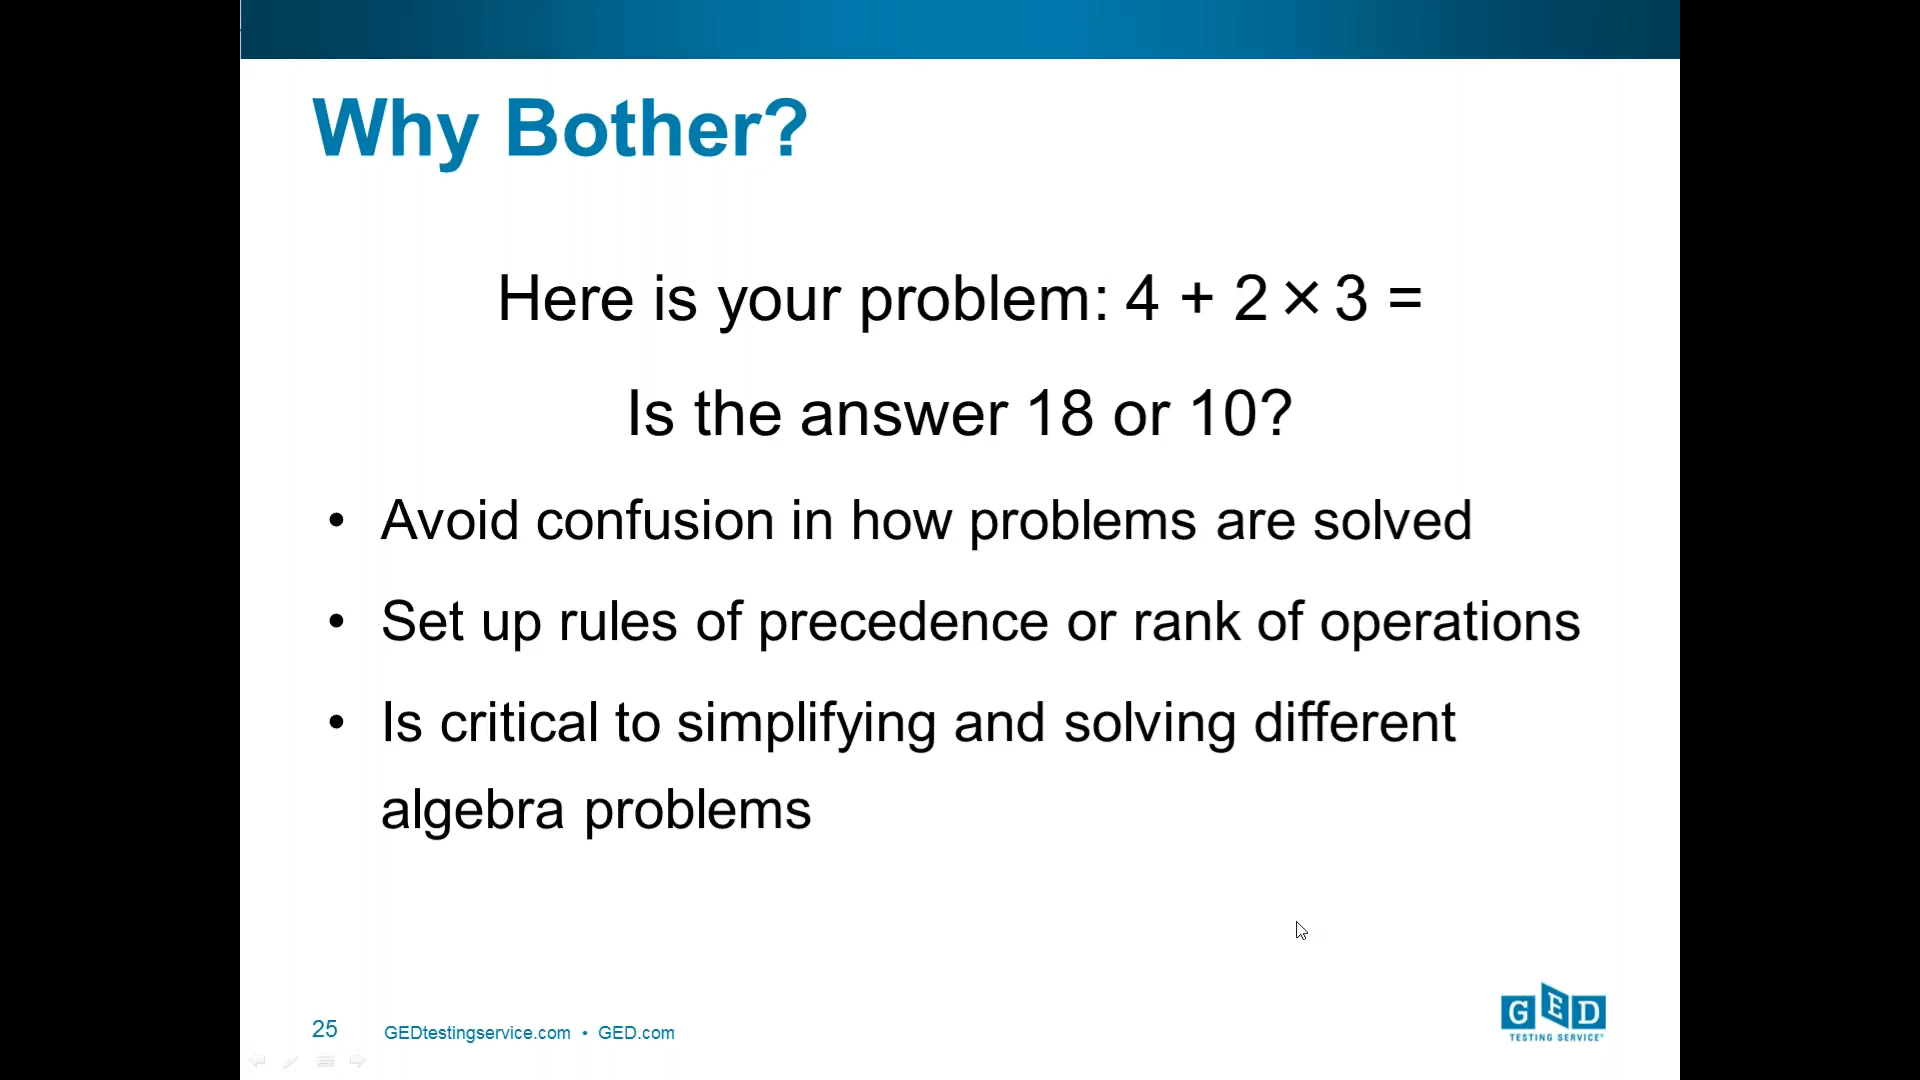 Why Bother?
Here is your problem: 4 + 2 × 3 =
Is the answer 18 or 10?
• Avoid confusion in how problems are solved
• Set up rules of precedence or rank of operations
• Is critical to simplifying and solving different
algebra problems
25 GEDtestingservice.com • GED.com
GED
TESTING SERVICE®